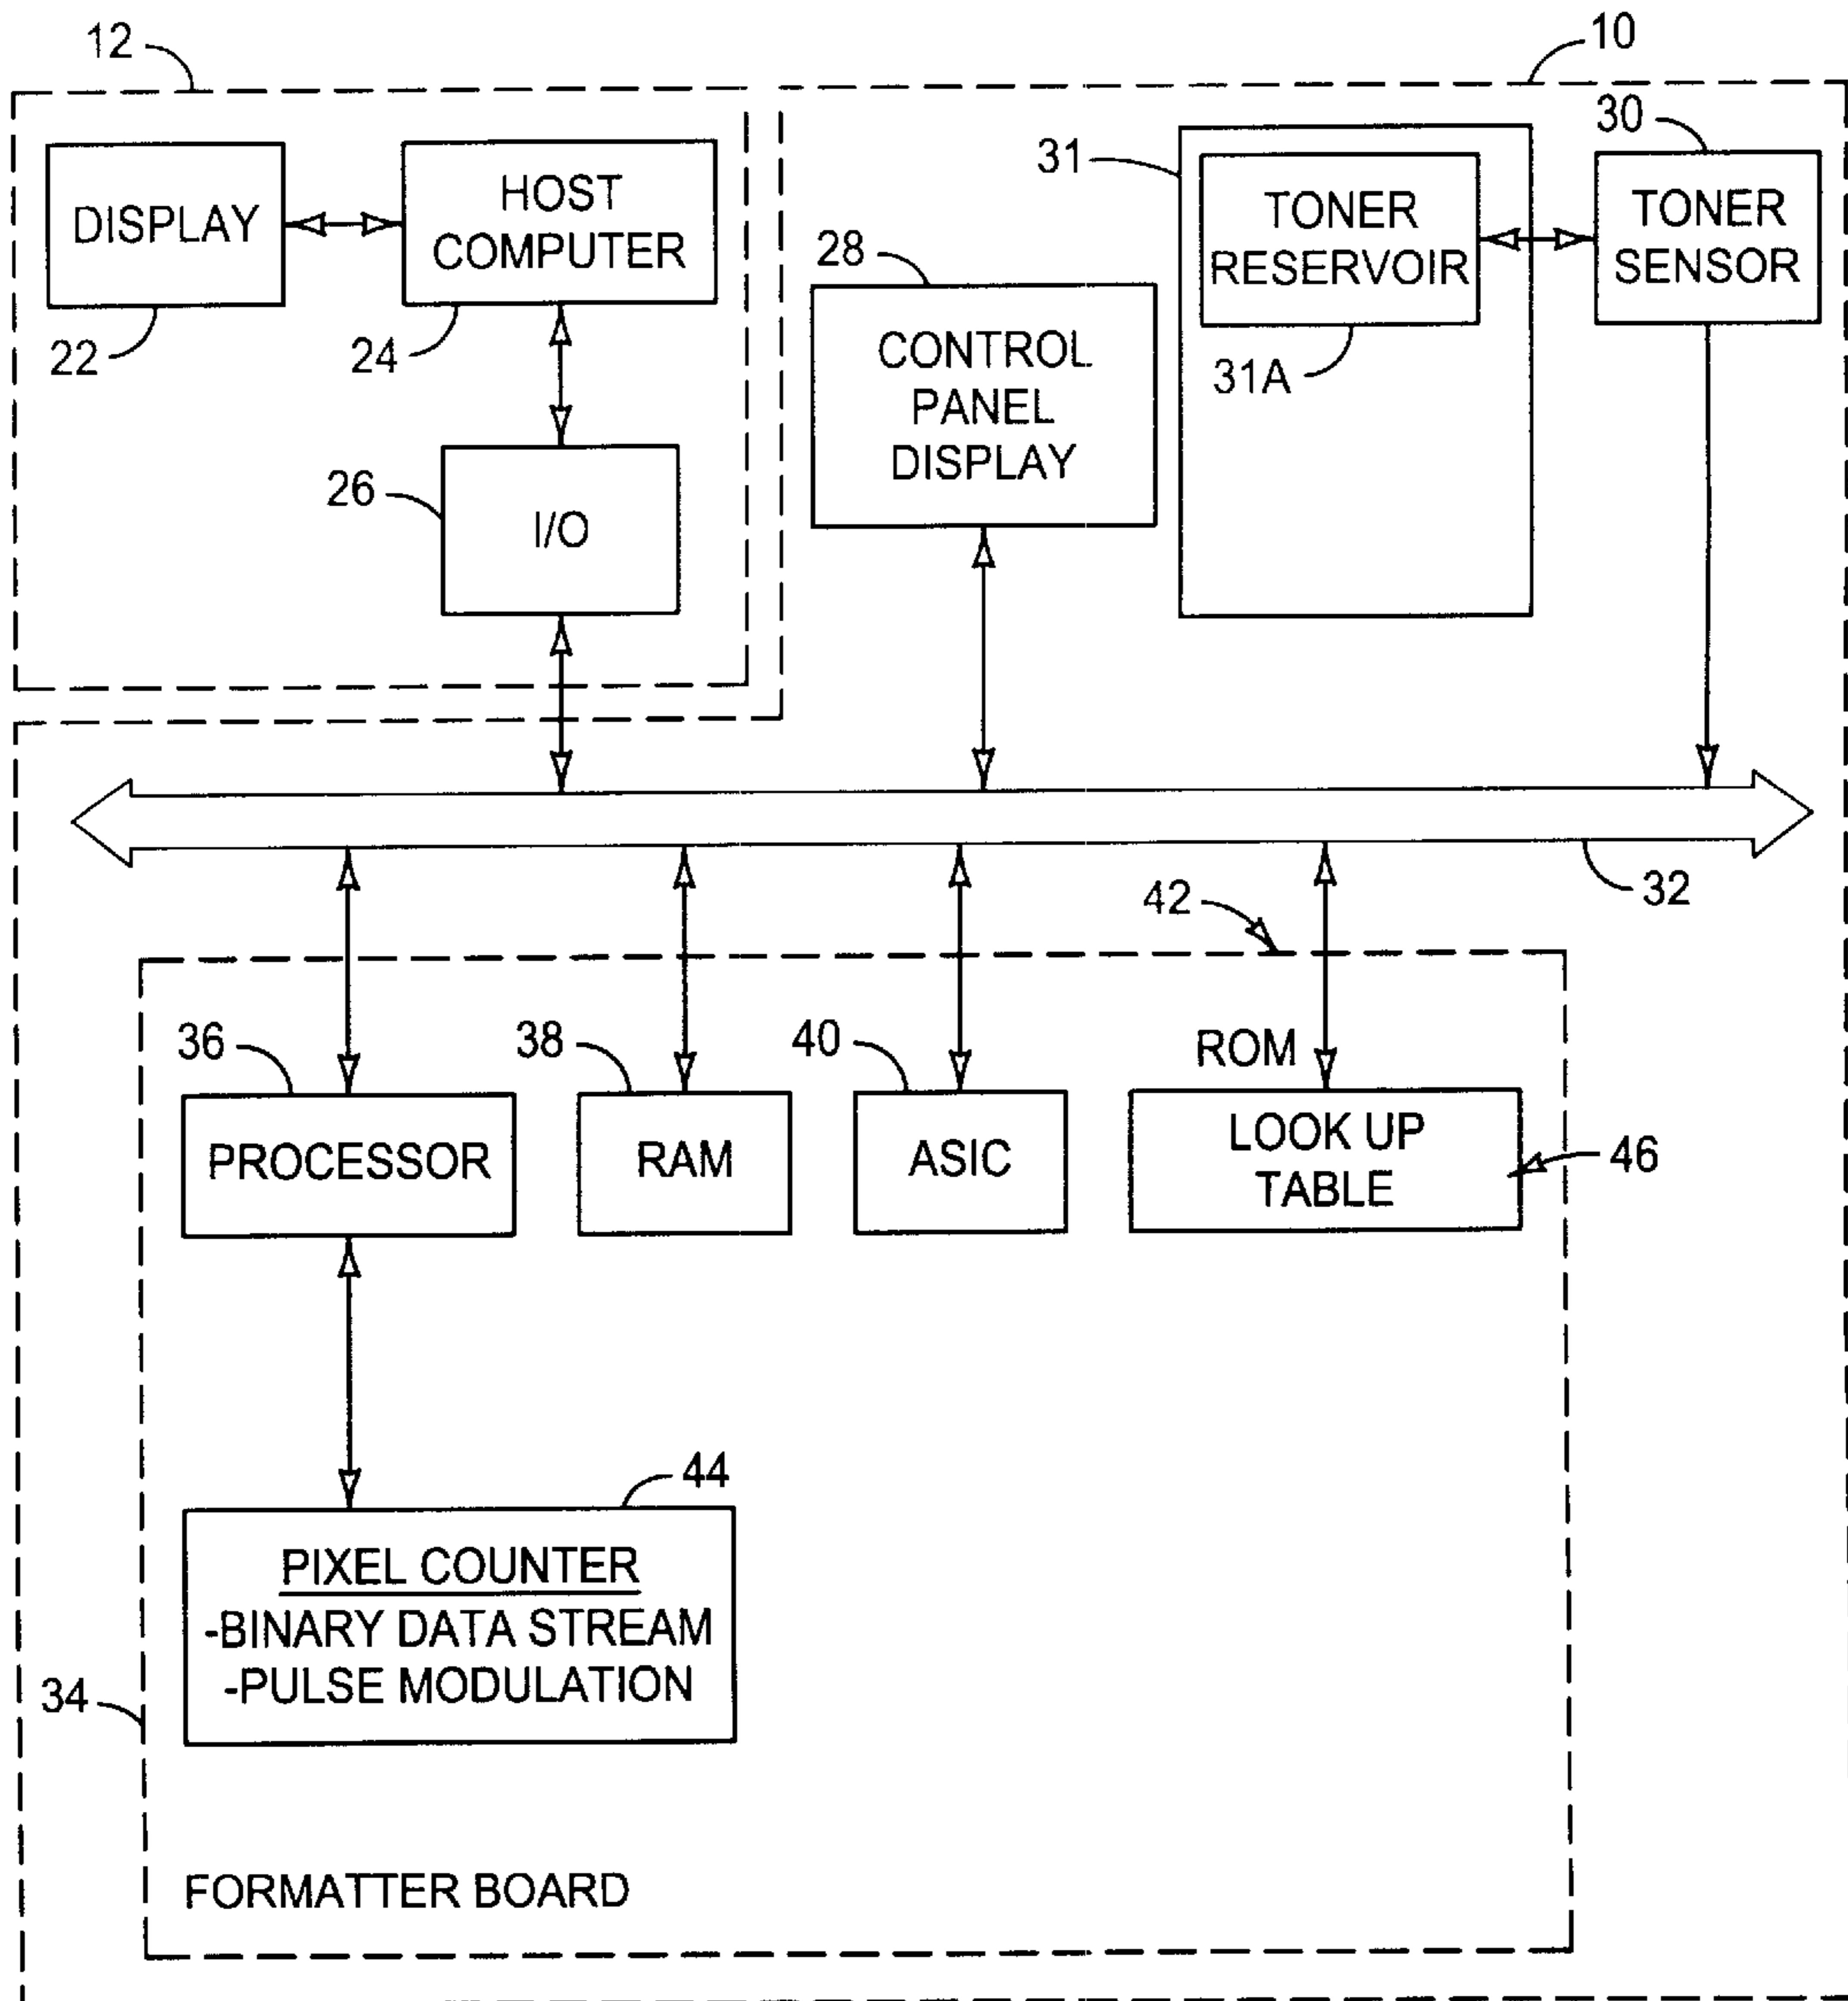 12
10
DISPLAY
22
HOST
COMPUTER
24
26
I/O
28
CONTROL
PANEL
DISPLAY
31
TONER
RESERVOIR
31A
30
TONER
SENSOR
32
42
36
PROCESSOR
38
RAM
40
ASIC
ROM
LOOK UP
TABLE
46
44
PIXEL COUNTER
-BINARY DATA STREAM
-PULSE MODULATION
34
FORMATTER BOARD